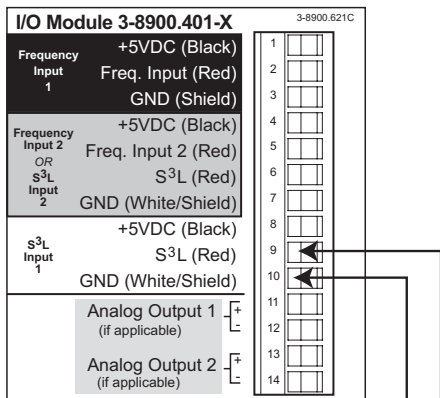 I/O Module 3-8900.401-X
3-8900.621C
Frequency
Input
1
+5VDC (Black)
Freq. Input (Red)
GND (Shield)
Frequency
Input 2
OR
S³L
Input
2
+5VDC (Black)
Freq. Input 2 (Red)
S³L (Red)
GND (White/Shield)
S³L
Input
1
+5VDC (Black)
S³L (Red)
GND (White/Shield)
Analog Output 1
(if applicable)
+
-
Analog Output 2
(if applicable)
+
-
1
2
3
4
5
6
7
8
9
10
11
12
13
14